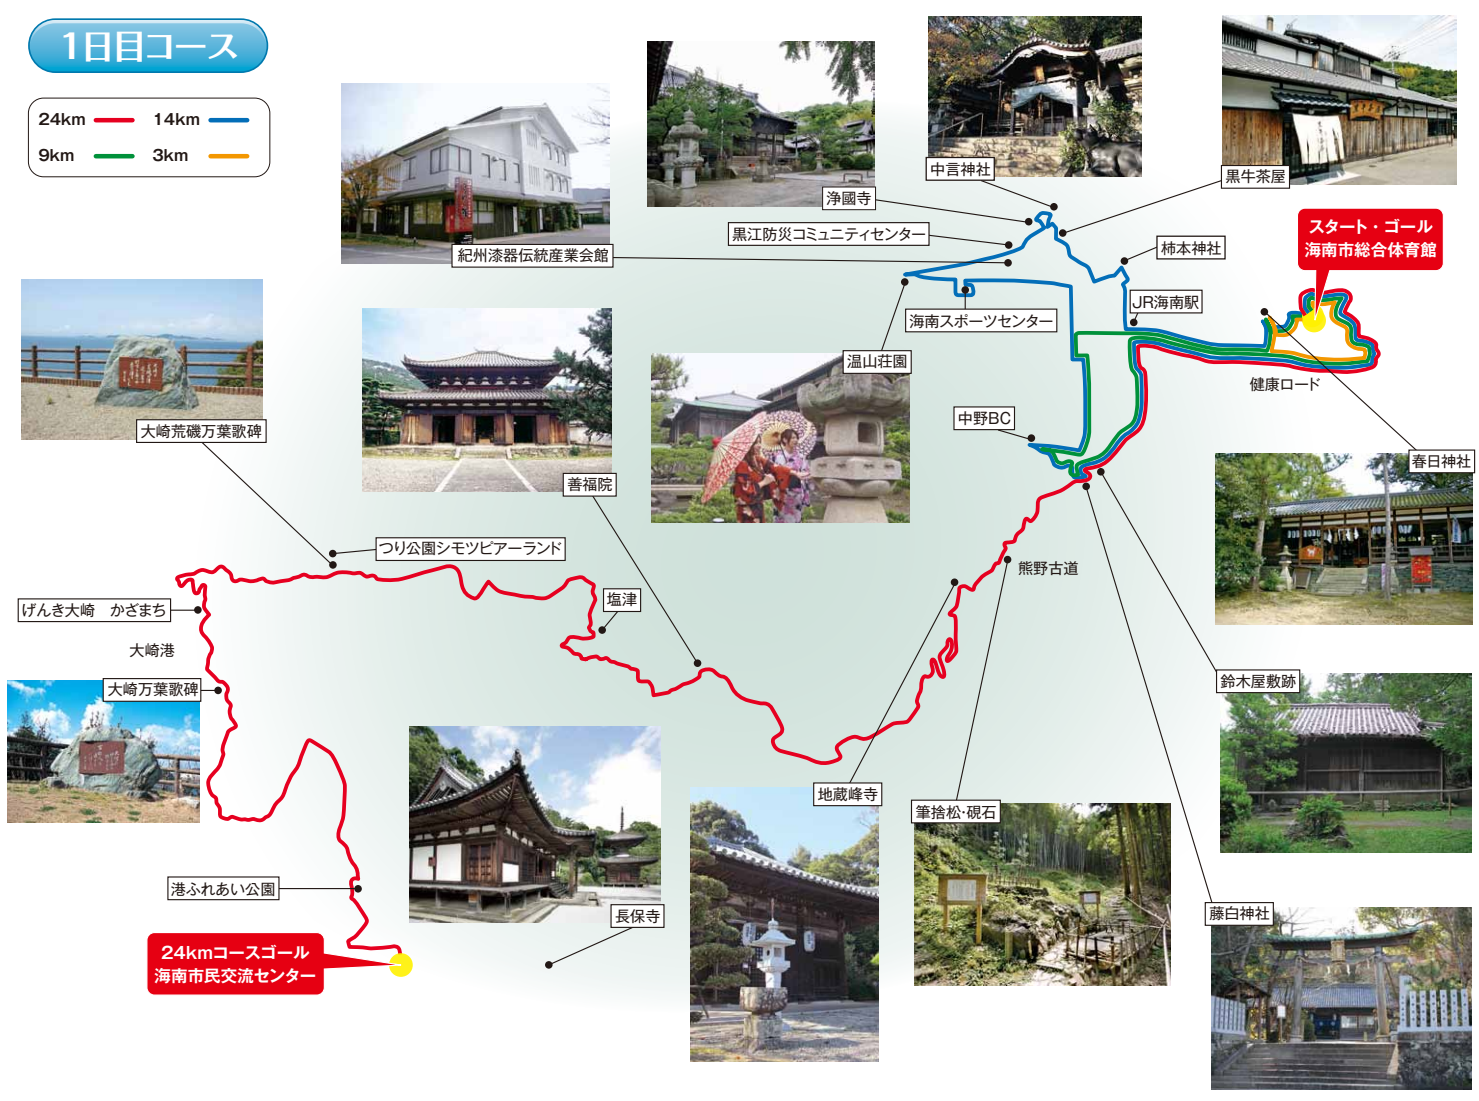 1日目コース
24km
14km
9km
3km
中言神社
浄國寺
黒牛茶屋
黒江防災コミュニティセンター
紀州漆器伝統産業会館
柿本神社
スタート・ゴール
海南市総合体育館
JR海南駅
海南スポーツセンター
温山荘園
健康ロード
中野BC
春日神社
大崎荒磯万葉歌碑
善福院
つり公園シモツピアーランド
熊野古道
げんき大崎　かざまち
塩津
大崎港
大崎万葉歌碑
鈴木屋敷跡
地蔵峰寺
筆捨松・硯石
港ふれあい公園
長保寺
藤白神社
24kmコースゴール
海南市民交流センター